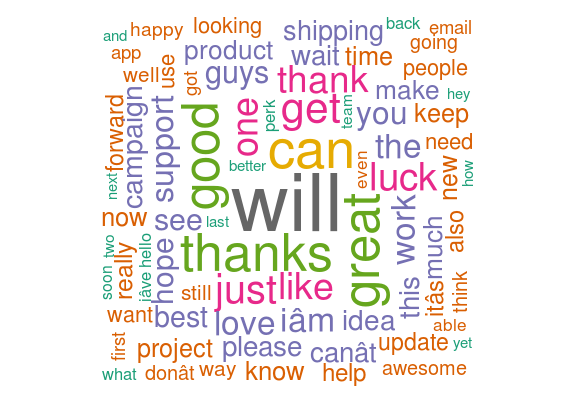 and
happy
looking
shipping
back
email
app
product
wait
time
going
well
use
got
guys
thank
make
people
hey
forward
campaign
support
good
one
perk
get
team
you
keep
can
the
need
better
even
luck
new
how
next
now
see
last
will
great
work
also
soon
two
really
jâve
hello
hope
thanks
this
much
itâs
think
want
still
just
like
best
love
iâm
idea
able
first
project
please
canât
update
yet
what
donât
way
know
help
awesome